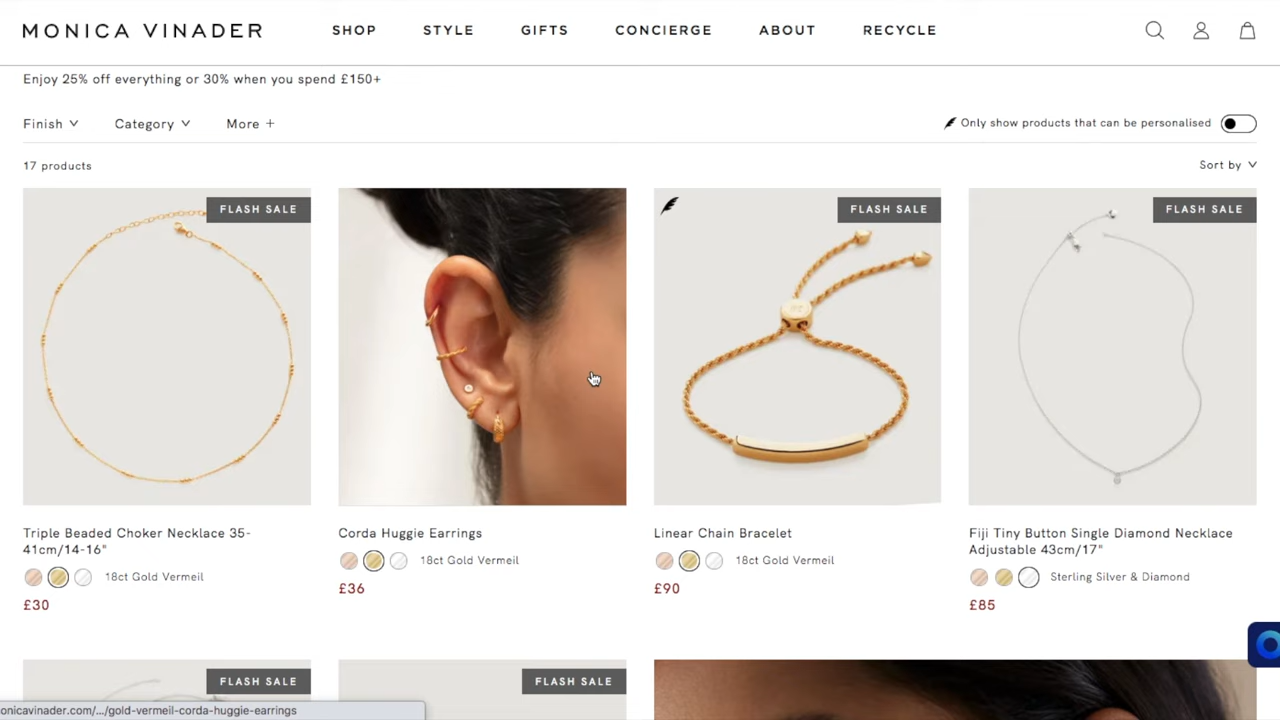 MONICA VINADER
SHOP
STYLE
GIFTS
CONCIERGE
ABOUT
RECYCLE
Enjoy 25% off everything or 30% when you spend £150+
Finish
Category
More +
Only show products that can be personalised
17 products
Sort by
FLASH SALE
FLASH SALE
FLASH SALE
Triple Beaded Choker Necklace 35-
41cm/14-16"
18ct Gold Vermeil
£30
Corda Huggie Earrings
18ct Gold Vermeil
£36
Linear Chain Bracelet
18ct Gold Vermeil
£90
Fiji Tiny Button Single Diamond Necklace
Adjustable 43cm/17"
Sterling Silver & Diamond
£85
FLASH SALE
FLASH SALE
onicavinader.com/.../gold-vermeil-corda-huggie-earrings